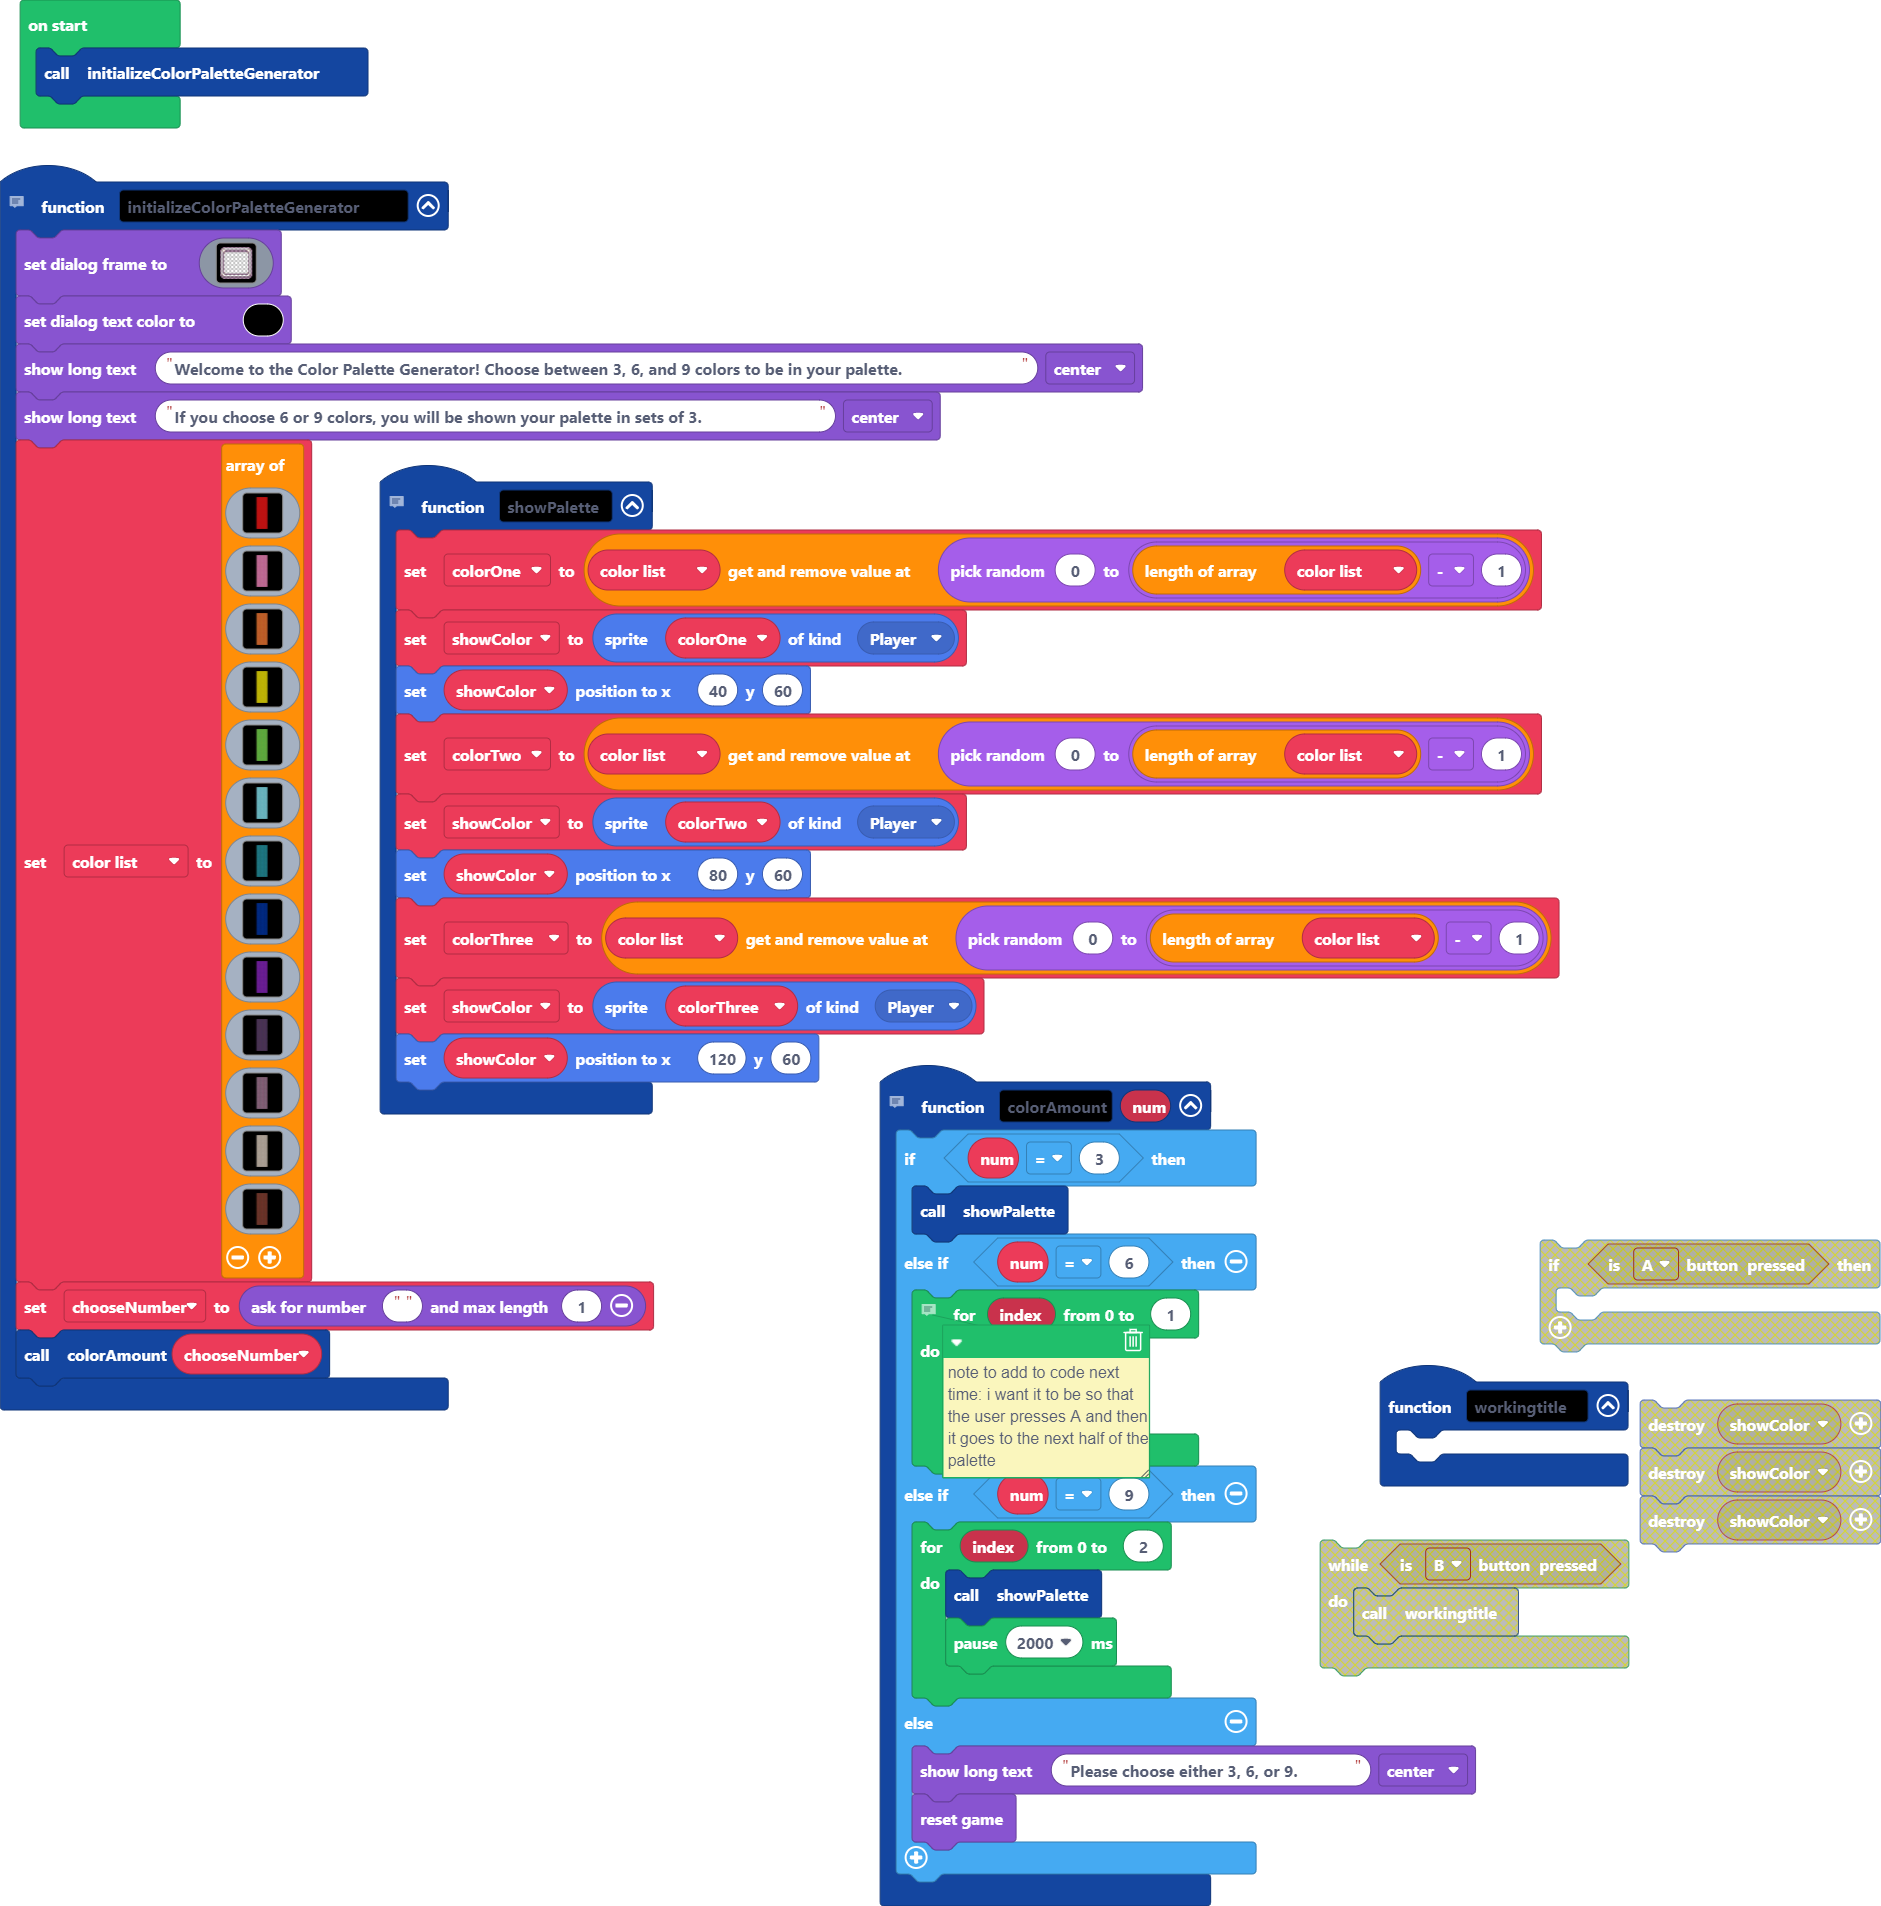 on start
call initializeColorPaletteGenerator
function initializeColorPaletteGenerator
set dialog frame to
set dialog text color to
show long text "Welcome to the Color Palette Generator! Choose between 3, 6, and 9 colors to be in your palette." center
show long text "If you choose 6 or 9 colors, you will be shown your palette in sets of 3." center
array of
set color list to
set chooseNumber to ask for number "" and max length 1
call colorAmount chooseNumber
function showPalette
set colorOne to color list get and remove value at pick random 0 to length of array color list - 1
set showColor to sprite colorOne of kind Player
set showColor position to x 40 y 60
set colorTwo to color list get and remove value at pick random 0 to length of array color list - 1
set showColor to sprite colorTwo of kind Player
set showColor position to x 80 y 60
set colorThree to color list get and remove value at pick random 0 to length of array color list - 1
set showColor to sprite colorThree of kind Player
set showColor position to x 120 y 60
function colorAmount num
if num = 3 then
call showPalette
else if num = 6 then
for index from 0 to 1
do
note to add to code next
time: i want it to be so that
the user presses A and then
it goes to the next half of the
palette
else if num = 9 then
for index from 0 to 2
do
call showPalette
pause 2000 ms
else
show long text "Please choose either 3, 6, or 9." center
reset game
if is A button pressed then
function workingtitle
destroy showColor
destroy showColor
destroy showColor
while is B button pressed
do
call workingtitle